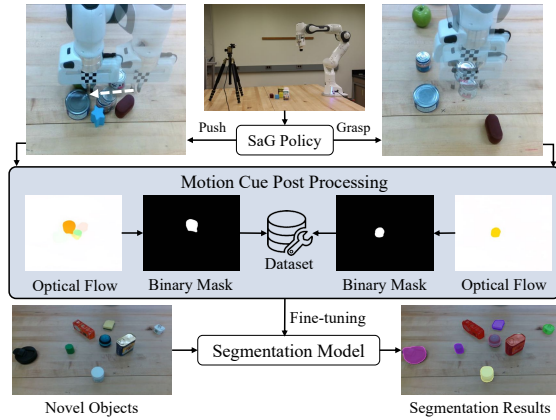 Push
SaG Policy
Grasp
Motion Cue Post Processing
Optical Flow
Binary Mask
Dataset
Binary Mask
Optical Flow
Fine-tuning
Segmentation Model
Novel Objects
Segmentation Results